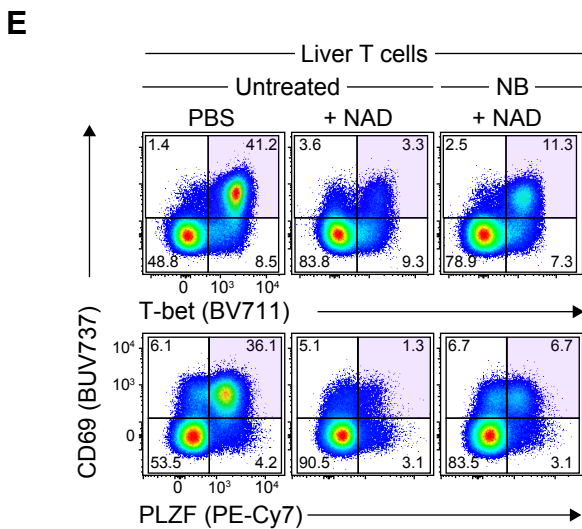 E
Liver T cells
Untreated NB
PBS + NAD + NAD
1.4 41.2 3.6 3.3 2.5 11.3
48.8 8.5 83.8 9.3 78.9 7.3
0 10³ 10⁴
T-bet (BV711)
CD69 (BUV737)
10⁴ 6.1 36.1 5.1 1.3 6.7 6.7
10³
0
53.5 4.2 90.5 3.1 83.5 3.1
0 10³ 10⁴
PLZF (PE-Cy7)